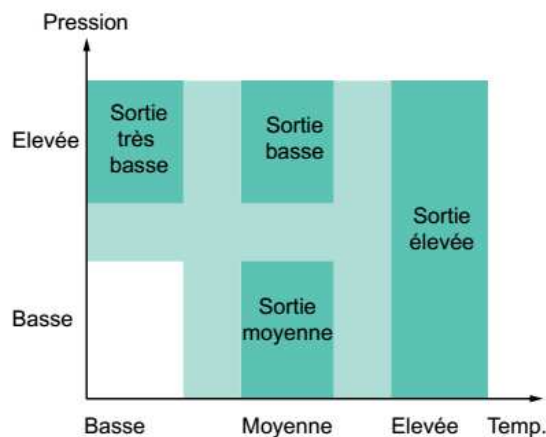 Pression
Elevée
Sortie
très
basse
Sortie
basse
Sortie
élevée
Basse
Sortie
moyenne
Basse
Moyenne
Elevée
Temp.